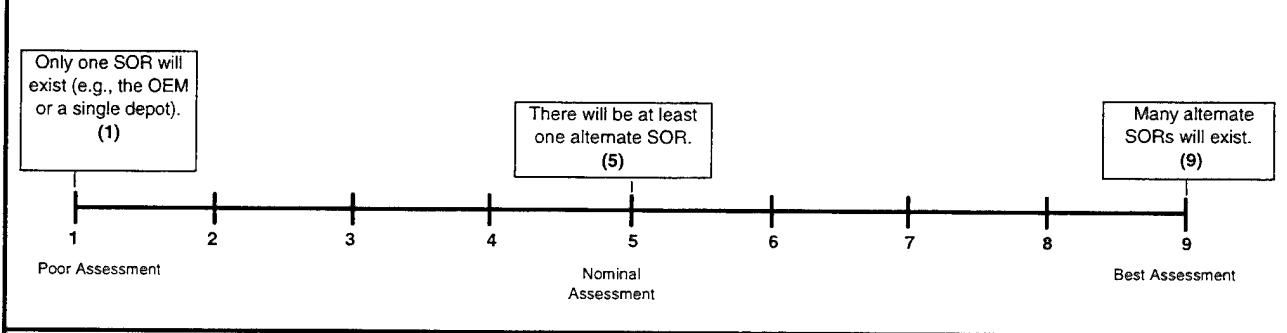 Only one SOR will
exist (e.g., the OEM
or a single depot).
(1)
There will be at least
one alternate SOR.
(5)
Many alternate
SORs will exist.
(9)
1 2 3 4 5 6 7 8 9
Poor Assessment
Nominal
Assessment
Best Assessment